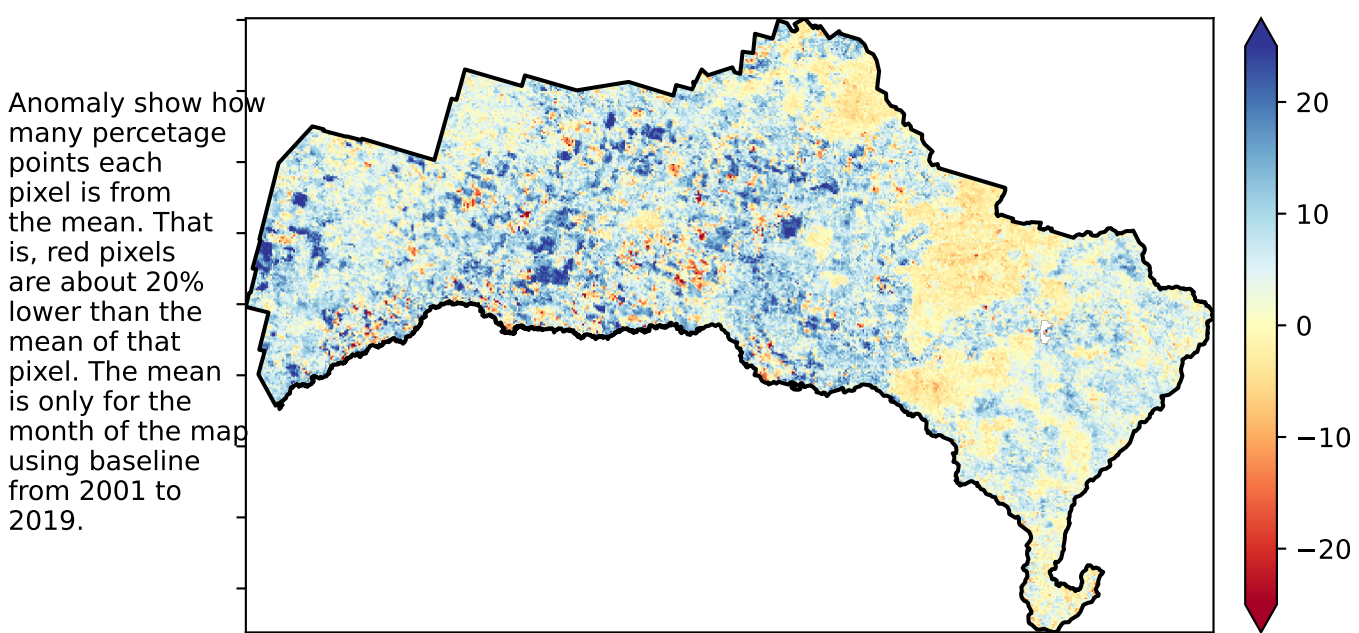 Anomaly show how
many percetage
points each
pixel is from
the mean. That
is, red pixels
are about 20%
lower than the
mean of that
pixel. The mean
is only for the
month of the map
using baseline
from 2001 to
2019.
20
10
0
−10
−20